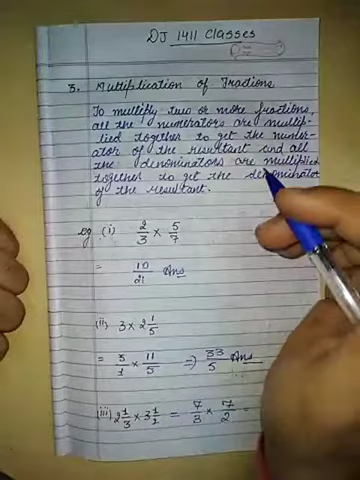 DJ 1411 Classes
3. Multiplication of Fractions
To multiply two or more fractions,
all the numerators are multip-
lied together to get the numer-
ator of the resultant and all
the denominators are multiplied
together to get the denominator
of the resultant.
eg (i) 2/3 × 5/7
= 10/21 Ans
(ii) 3 × 2 1/5
= 3/1 × 11/5 => 33/5 Ans
(iii) 2 1/3 × 3 1/2 = 7/3 × 7/2 =